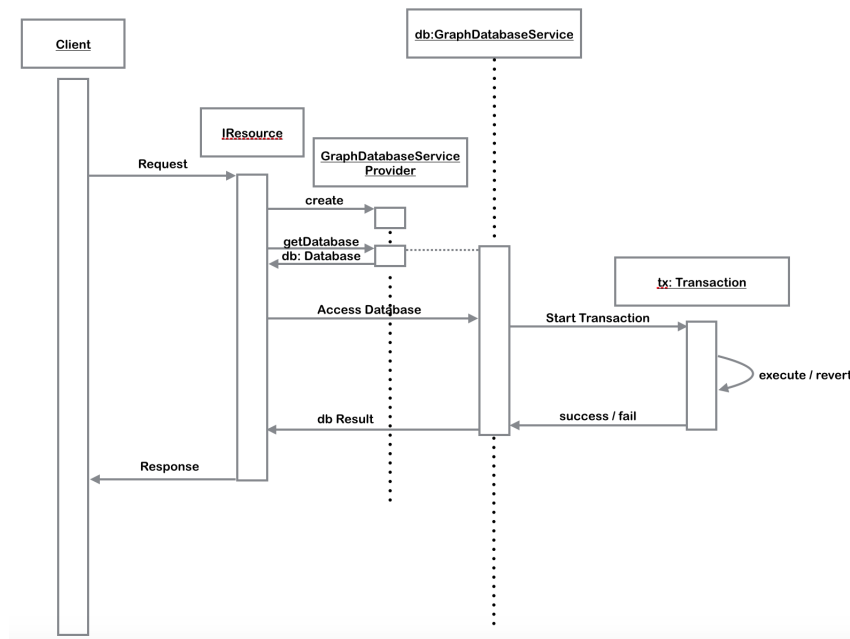 Client
db:GraphDatabaseService
IResource
GraphDatabaseService
Provider
Request
create
getDatabase
db: Database
tx: Transaction
Access Database
Start Transaction
execute / revert
db Result
success / fail
Response